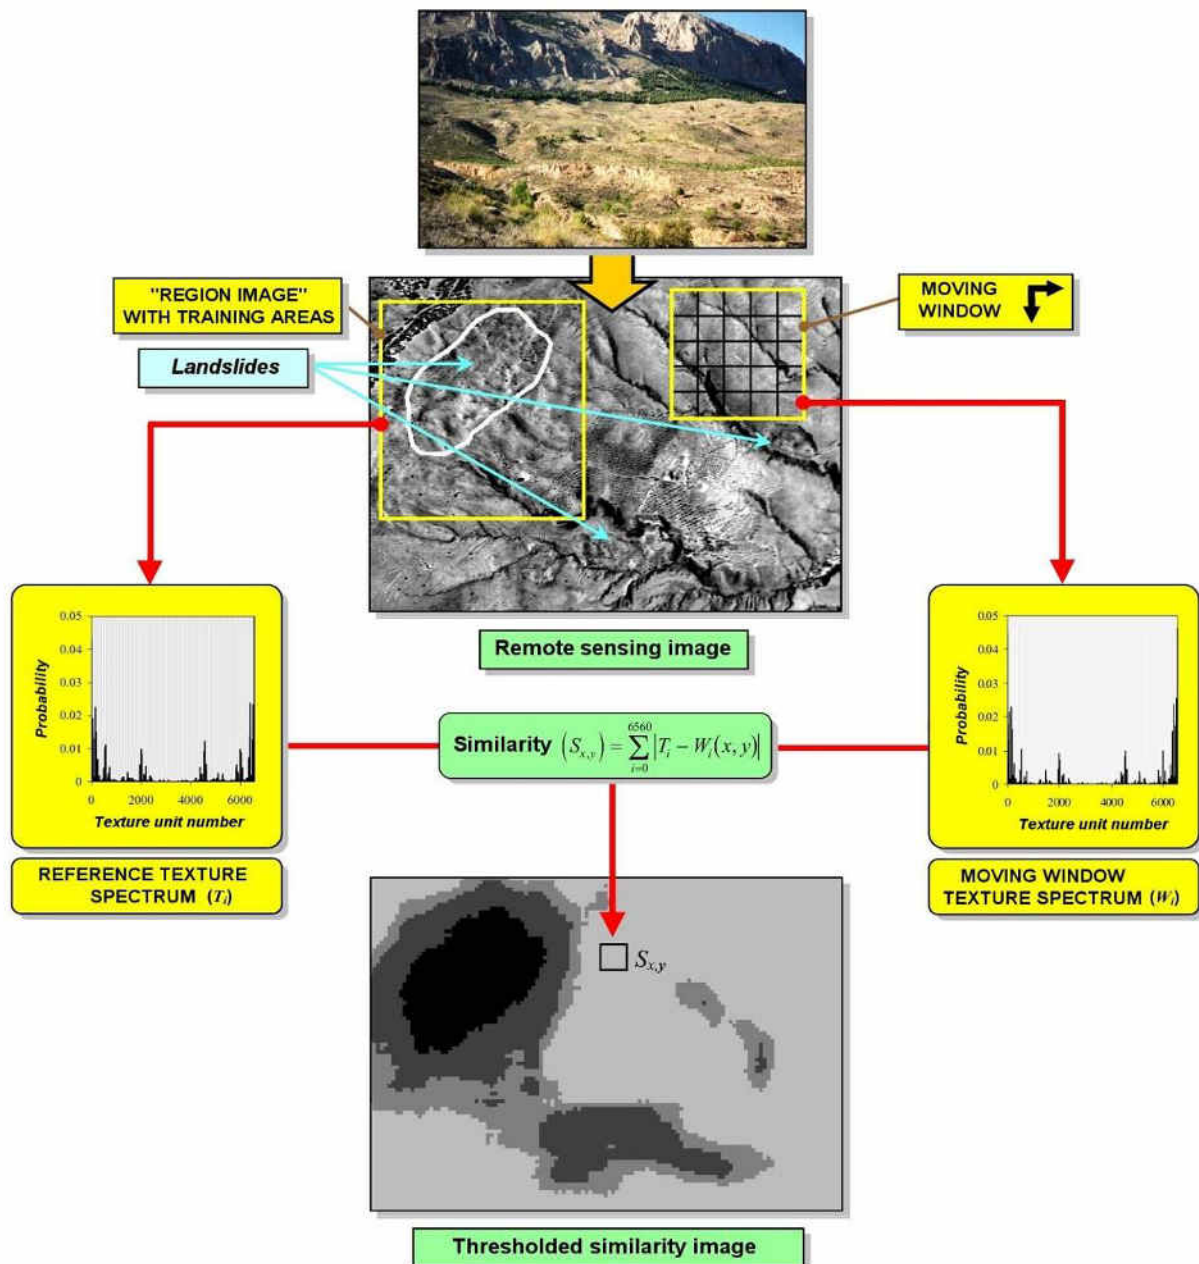 "REGION IMAGE"
WITH TRAINING AREAS
MOVING
WINDOW
Landslides
Remote sensing image
0.05
0.04
0.03
0.02
0.01
0
Probability
0 2000 4000 6000
Texture unit number
REFERENCE TEXTURE
SPECTRUM (Tᵢ)
Similarity (Sₓ,ᵧ) = ∑ᵢ₌₀⁶⁵⁶⁰ |Tᵢ − Wᵢ(x, y)|
0.05
0.04
0.03
0.02
0.01
0
Probability
0 2000 4000 6000
Texture unit number
MOVING WINDOW
TEXTURE SPECTRUM (Wᵢ)
Sₓ,ᵧ
Thresholded similarity image